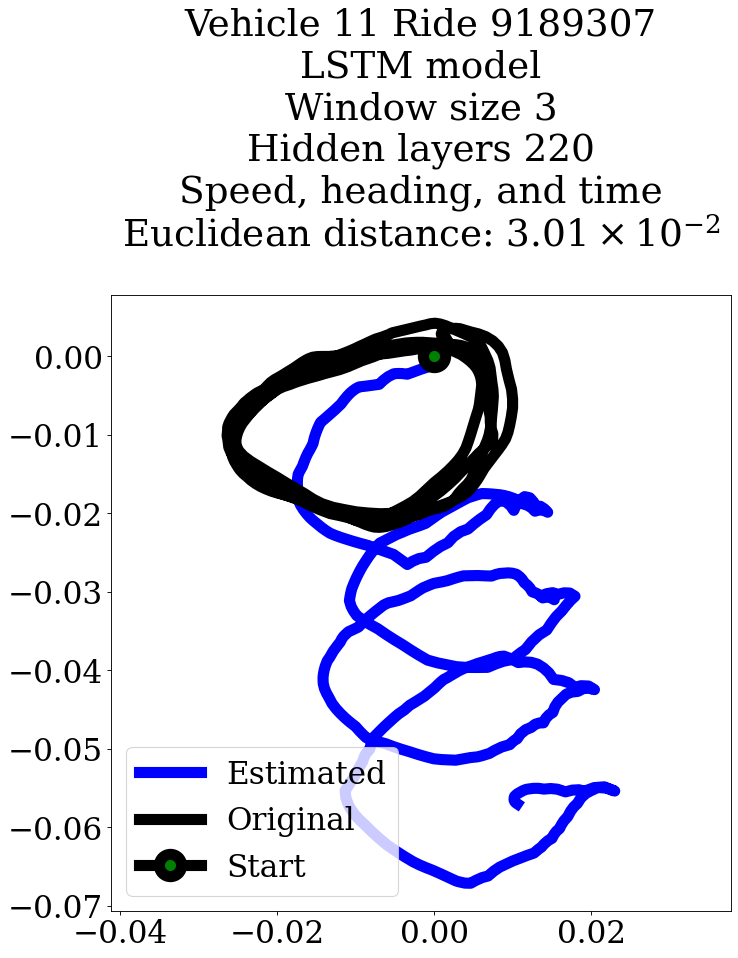 Vehicle 11 Ride 9189307
LSTM model
Window size 3
Hidden layers 220
Speed, heading, and time
Euclidean distance: 3.01 × 10⁻²
0.00
−0.01
−0.02
−0.03
−0.04
−0.05
−0.06
−0.07
Estimated
Original
Start
−0.04 −0.02 0.00 0.02